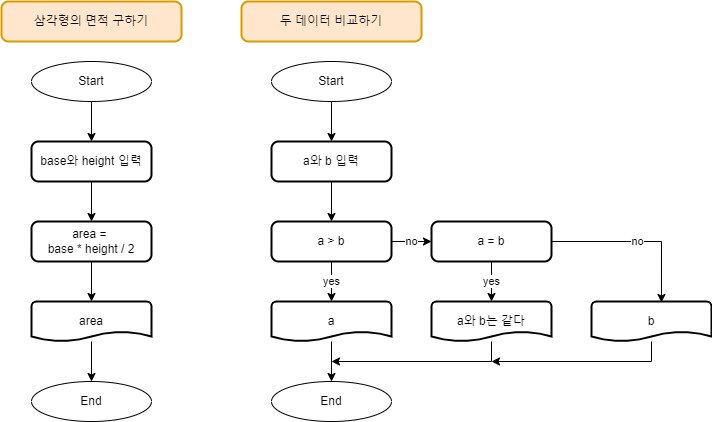 삼각형의 면적 구하기
Start
base와 height 입력
area =
base * height / 2
area
End
두 데이터 비교하기
Start
a와 b 입력
a > b
no
a = b
no
yes
yes
a
a와 b는 같다
b
End